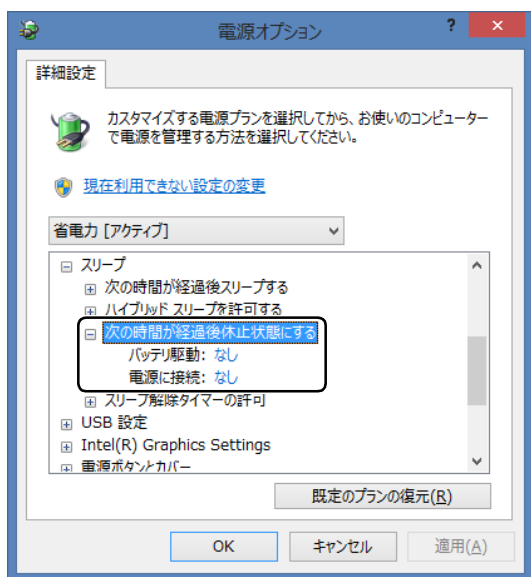 電源オプション
?
×
詳細設定
カスタマイズする電源プランを選択してから、お使いのコンピューター
で電源を管理する方法を選択してください。
現在利用できない設定の変更
省電力 [アクティブ]
スリープ
次の時間が経過後スリープする
ハイブリッド スリープを許可する
次の時間が経過後休止状態にする
バッテリ駆動: なし
電源に接続: なし
スリープ解除タイマーの許可
USB 設定
Intel(R) Graphics Settings
電源ボタンとカバー
既定のプランの復元(R)
OK
キャンセル
適用(A)